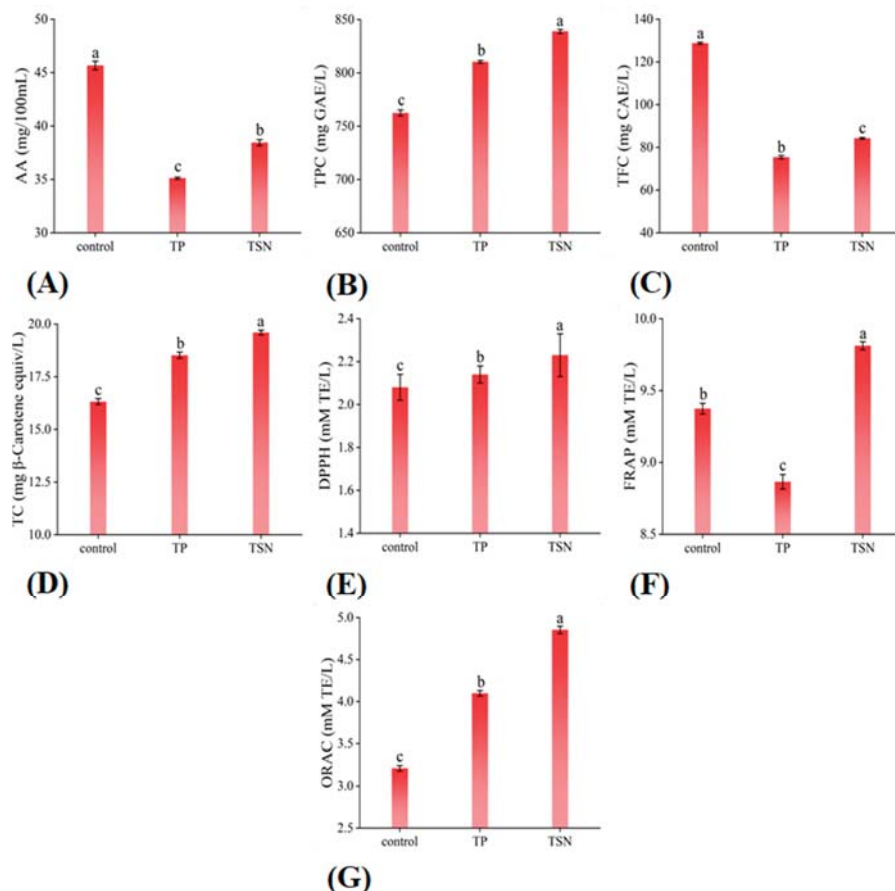 AA (mg/100mL)
50
45
40
35
30
a
c
b
control TP TSN
(A)
TPC (mg GAE/L)
850
800
750
700
650
c
b
a
control TP TSN
(B)
TFC (mg CAE/L)
140
120
100
80
60
40
a
b
c
control TP TSN
(C)
TC (mg β-Carotene equiv/L)
20.0
17.5
15.0
12.5
10.0
c
b
a
control TP TSN
(D)
DPPH (mM TE/L)
2.4
2.2
2.0
1.8
1.6
1.4
c
b
a
control TP TSN
(E)
FRAP (mM TE/L)
10.0
9.5
9.0
8.5
b
c
a
control TP TSN
(F)
ORAC (mM TE/L)
5.0
4.5
4.0
3.5
3.0
2.5
c
b
a
control TP TSN
(G)